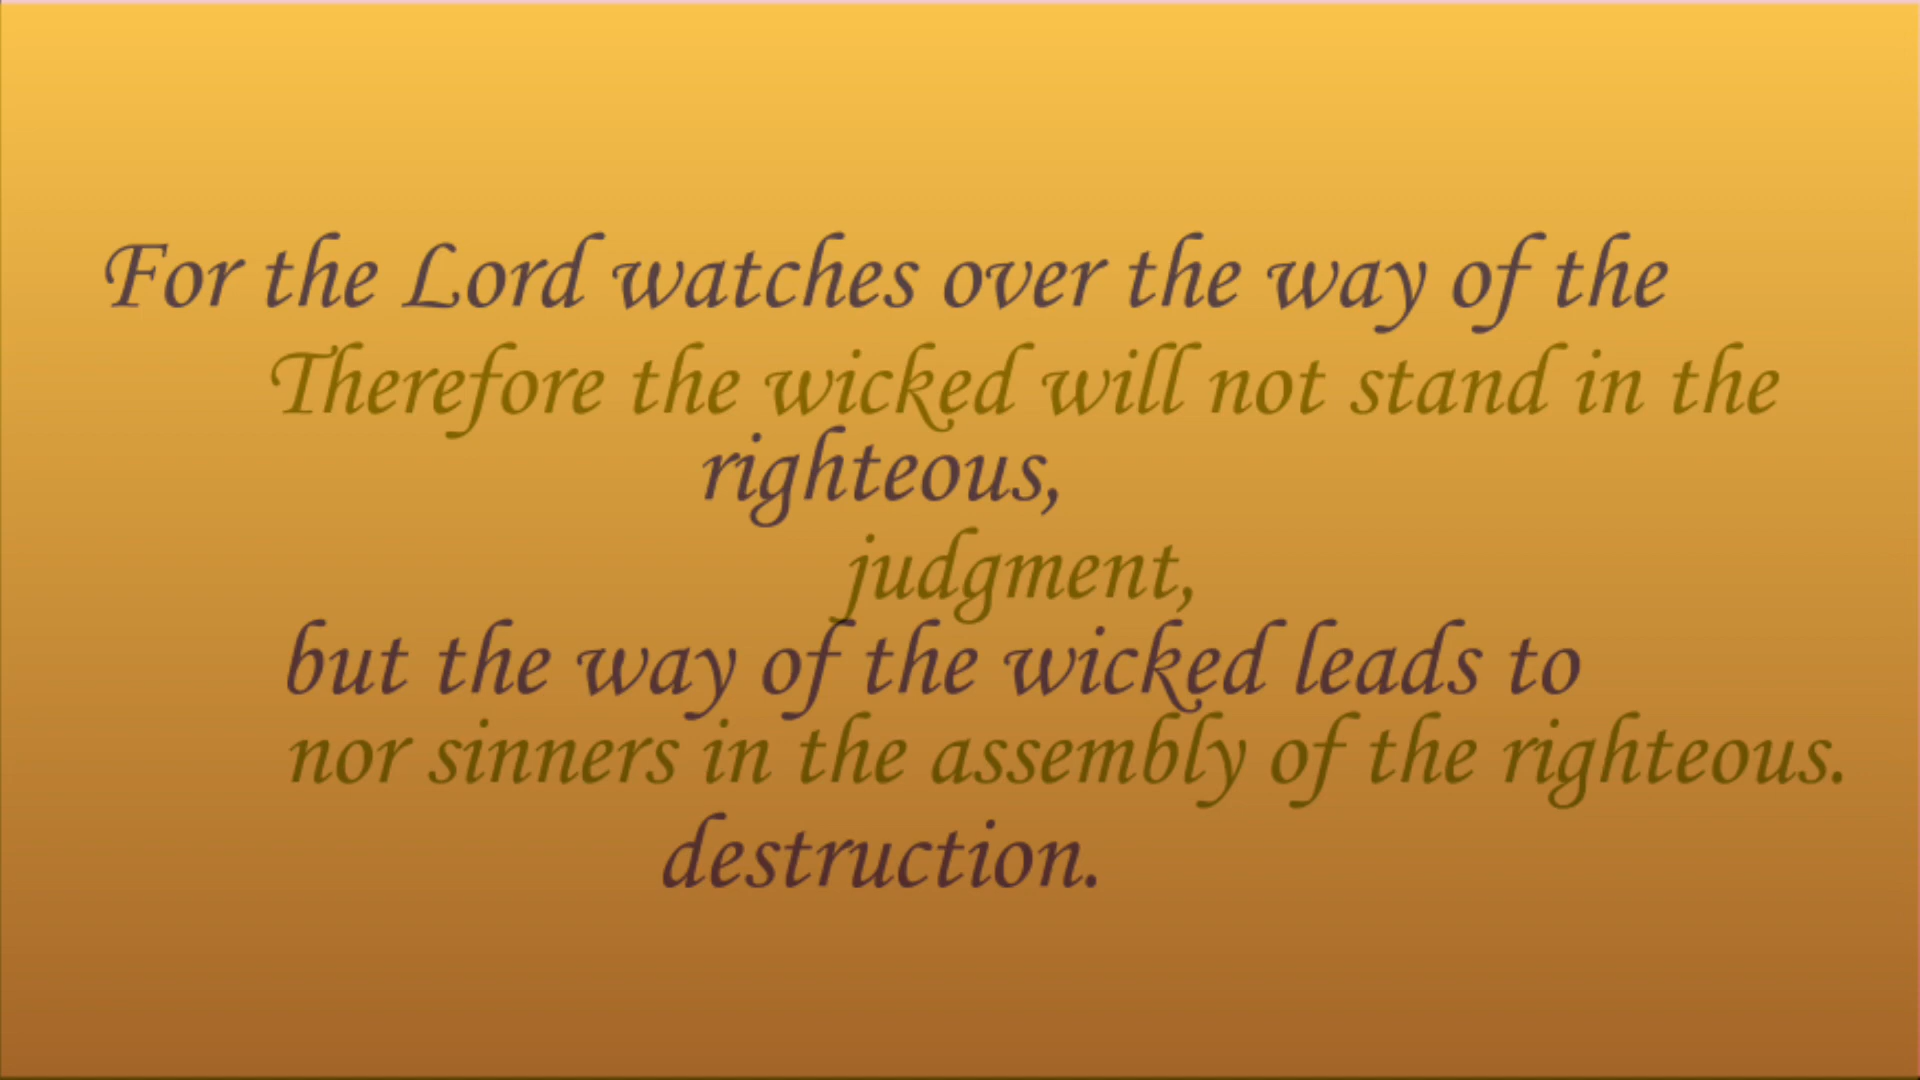 For the Lord watches over the way of the
Therefore the wicked will not stand in the
righteous,
judgment,
but the way of the wicked leads to
nor sinners in the assembly of the righteous.
destruction.